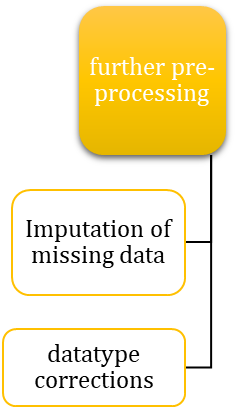 further pre-
processing
Imputation of
missing data
datatype
corrections